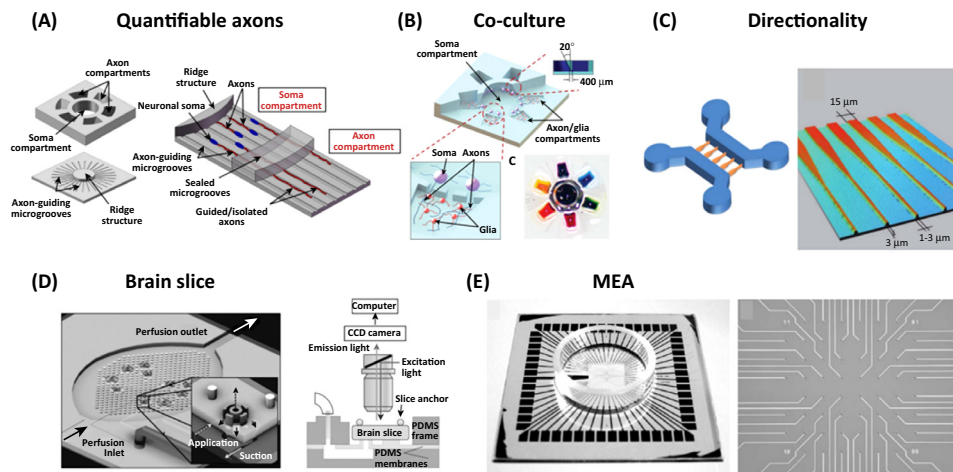 (A) Quantifiable axons
Axon
compartments
Soma
compartment
Axon-guiding
microgrooves
Ridge
structure
Ridge
structure
Axons
Neuronal soma
Soma
compartment
Axon
compartment
Axon-guiding
microgrooves
Sealed
microgrooves
Guided/isolated
axons
(B) Co-culture
Soma
compartment
20°
400 µm
Axon/glia
compartments
Soma Axons
Glia
C
(C) Directionality
15 µm
3 µm
1-3 µm
(D) Brain slice
Perfusion outlet
Perfusion
Inlet
Application
Suction
Computer
CCD camera
Emission light
Excitation
light
Slice anchor
Brain slice
PDMS
frame
PDMS
membranes
(E) MEA